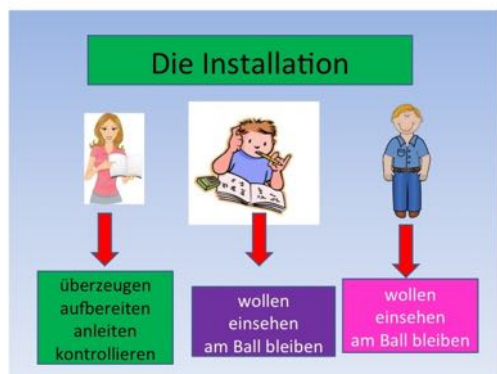 Die Installation
überzeugen
aufbereiten
anleiten
kontrollieren
wollen
einsehen
am Ball bleiben
wollen
einsehen
am Ball bleiben